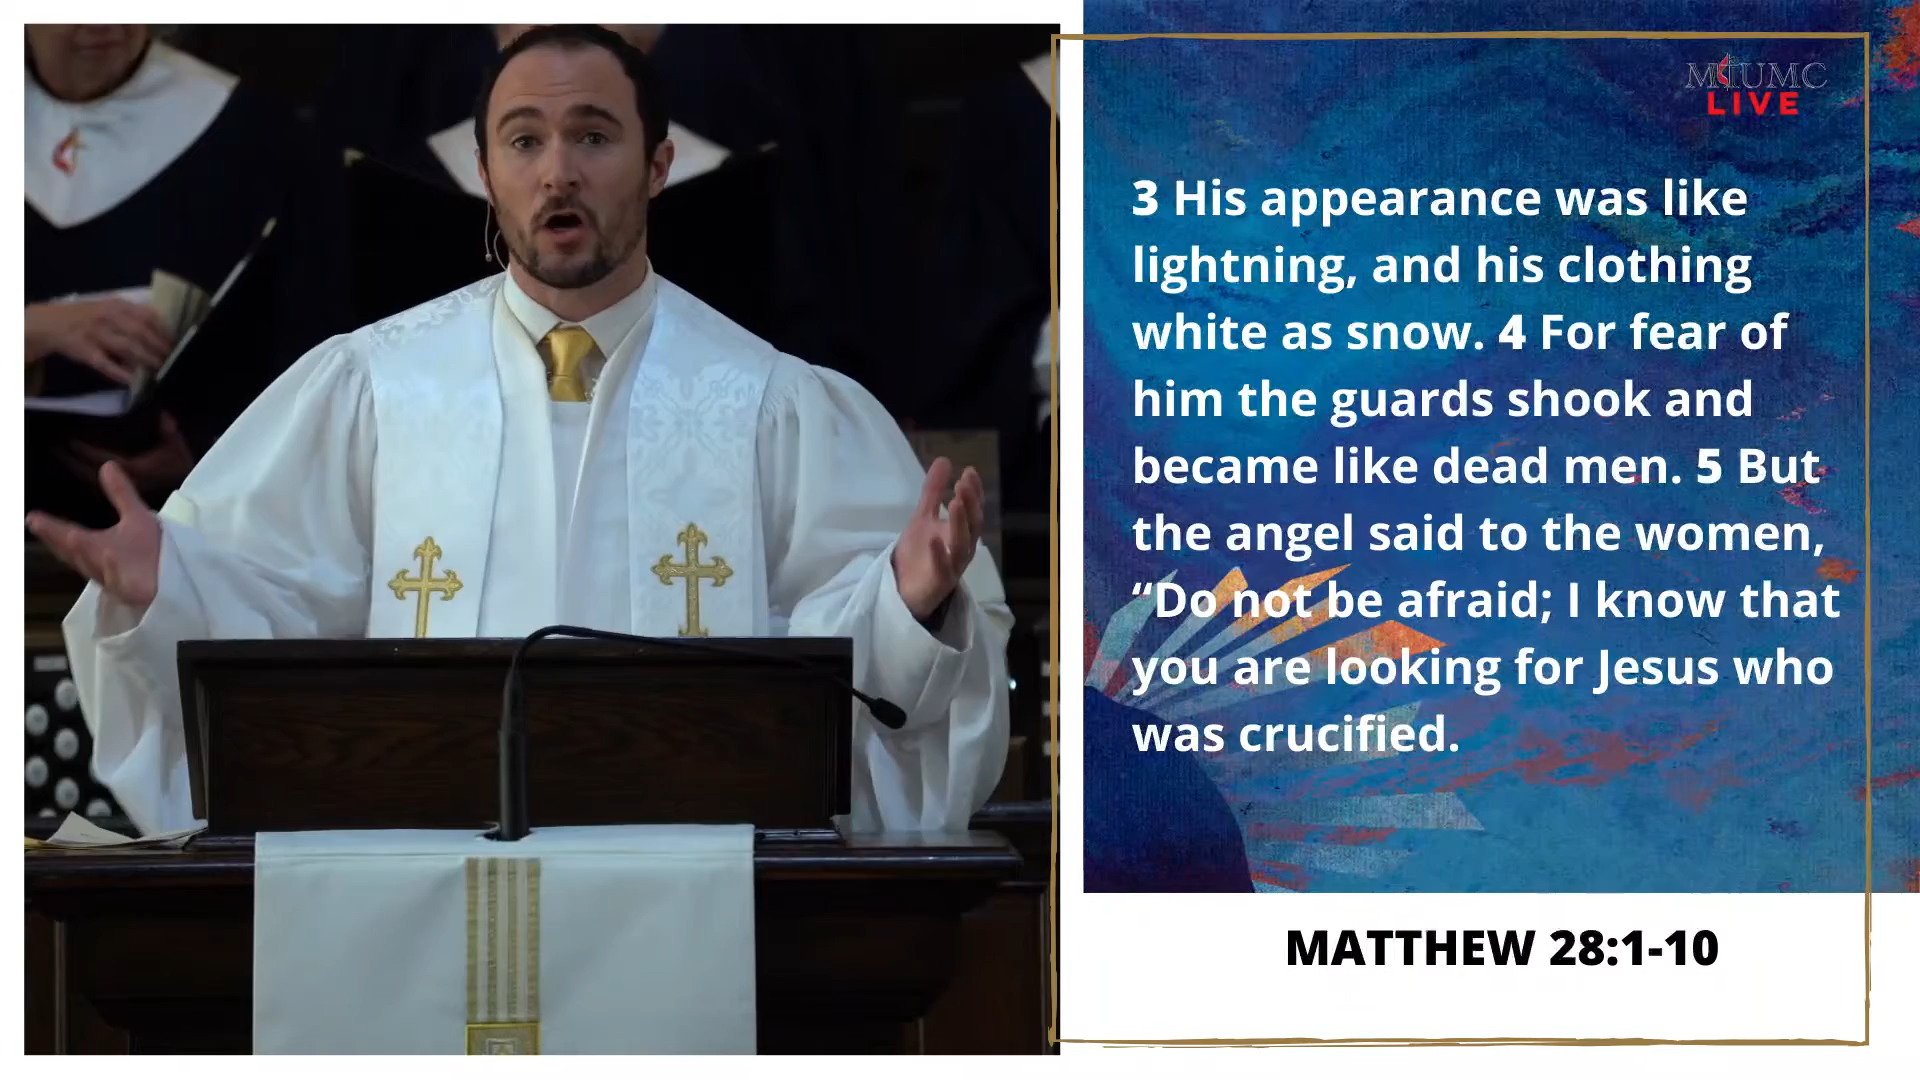 M UMC
LIVE
3 His appearance was like
lightning, and his clothing
white as snow. 4 For fear of
him the guards shook and
became like dead men. 5 But
the angel said to the women,
“Do not be afraid; I know that
you are looking for Jesus who
was crucified.
MATTHEW 28:1-10